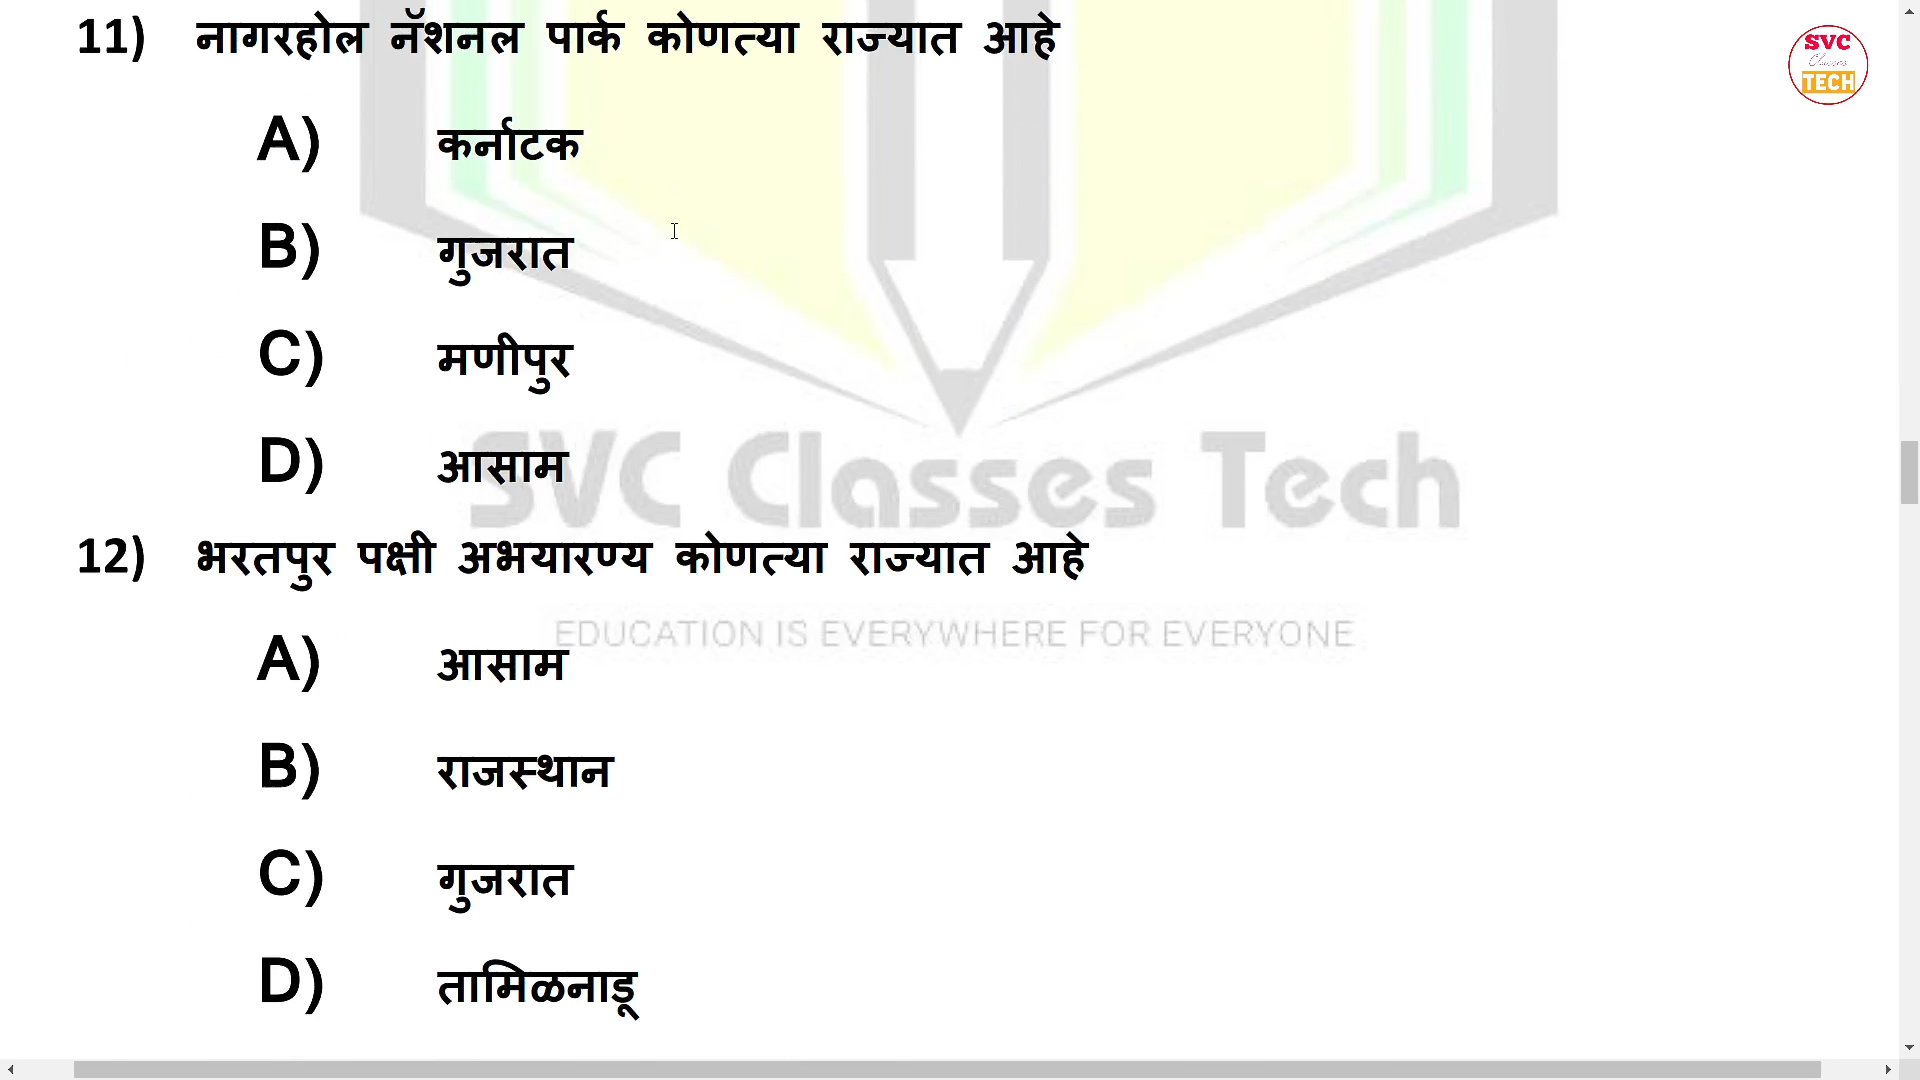 11) नागरहोल नॅशनल पार्क कोणत्या राज्यात आहे
SVC
Classes
TECH
A) कर्नाटक
B) गुजरात
C) मणीपुर
D) आसाम
SVC Classes Tech
12) भरतपुर पक्षी अभयारण्य कोणत्या राज्यात आहे
EDUCATION IS EVERYWHERE FOR EVERYONE
A) आसाम
B) राजस्थान
C) गुजरात
D) तामिळनाडू